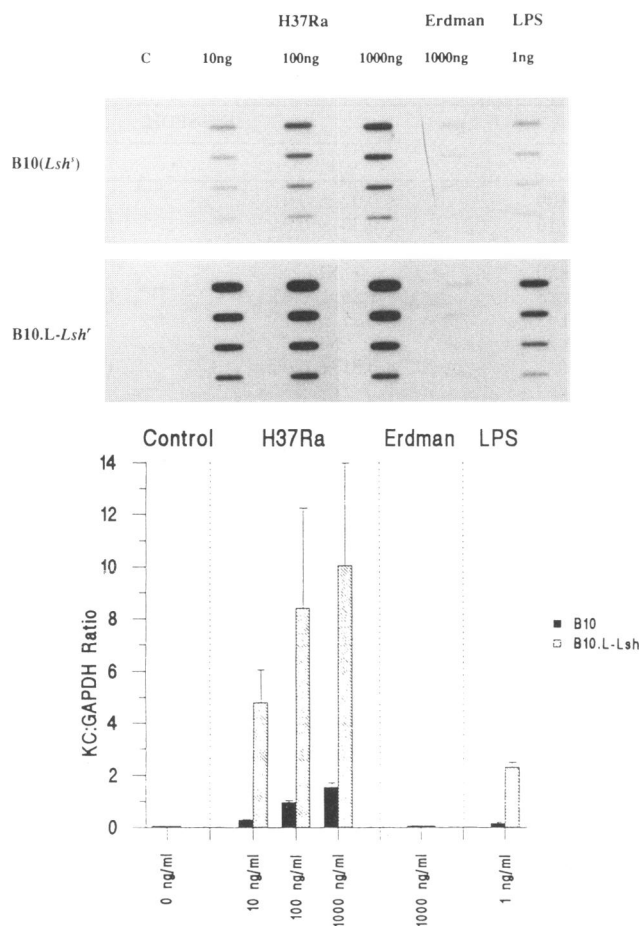 H37Ra Erdman LPS
C 10ng 100ng 1000ng 1000ng 1ng
B10(Lshˢ)
B10.L-Lshʳ
Control H37Ra Erdman LPS
14
12
10
8
6
4
2
0
KC:GAPDH Ratio
B10
B10.L-Lsh
0 ng/ml
10 ng/ml
100 ng/ml
1000 ng/ml
1000 ng/ml
1 ng/ml